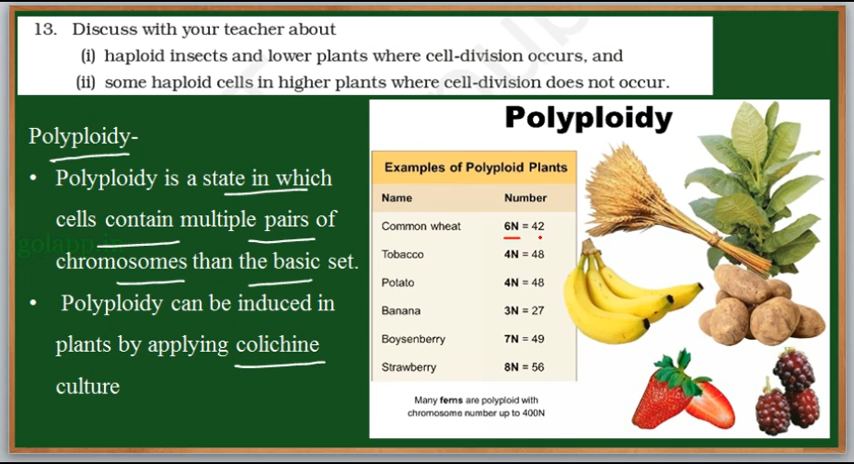 13. Discuss with your teacher about
(i) haploid insects and lower plants where cell-division occurs, and
(ii) some haploid cells in higher plants where cell-division does not occur.
Polyploidy-
• Polyploidy is a state in which
cells contain multiple pairs of
chromosomes than the basic set.
• Polyploidy can be induced in
plants by applying colichine
culture
Polyploidy
Examples of Polyploid Plants
Name Number
Common wheat 6N = 42
Tobacco 4N = 48
Potato 4N = 48
Banana 3N = 27
Boysenberry 7N = 49
Strawberry 8N = 56
Many ferns are polyploid with
chromosome number up to 400N